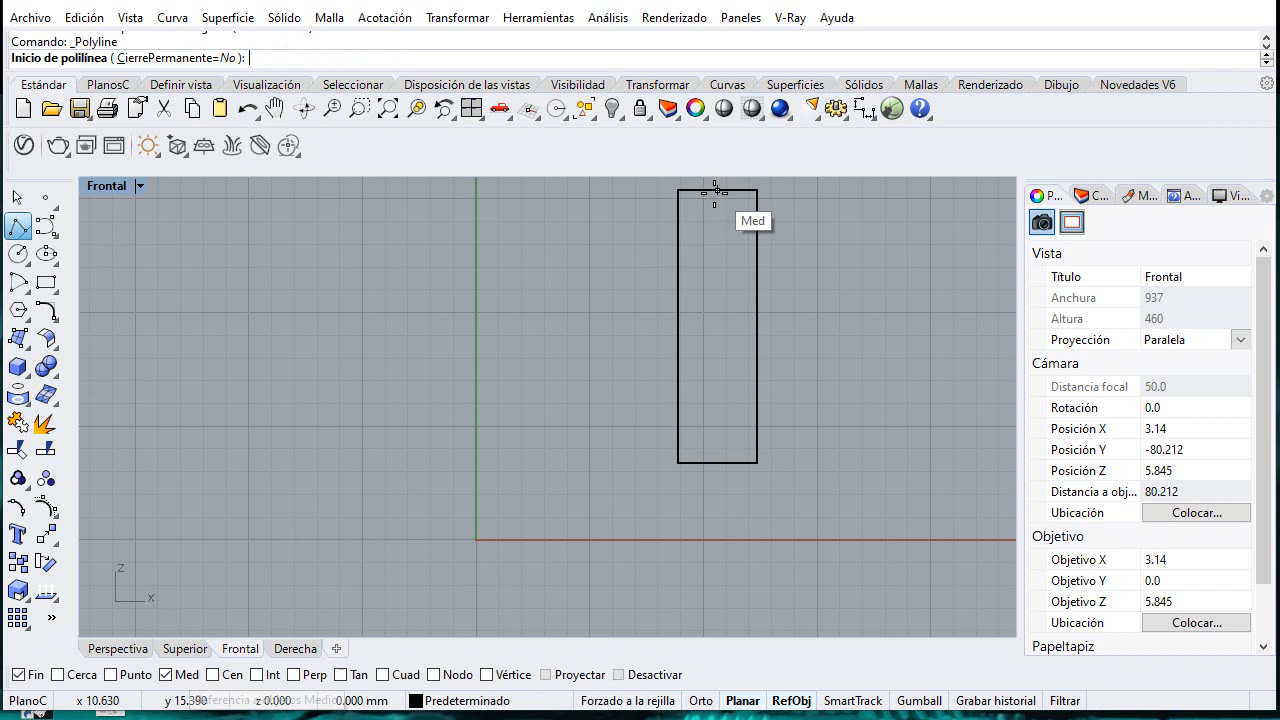 Archivo Edición Vista Curva Superficie Sólido Malla Acotación Transformar Herramientas Análisis Renderizado Paneles V-Ray Ayuda
Comando: _Polyline
Inicio de polilínea ( CierrePermanente=No ):
Estándar PlanosC Definir vista Visualización Seleccionar Disposición de las vistas Visibilidad Transformar Curvas Superficies Sólidos Mallas Renderizado Dibujo Novedades V6
Frontal
P... C... M... A... Vi...
Med
Vista
Título Frontal
Anchura 937
Altura 460
Proyección Paralela
Cámara
Distancia focal 50.0
Rotación 0.0
Posición X 3.14
Posición Y -80.212
Posición Z 5.845
Distancia a obj... 80.212
Ubicación Colocar...
Objetivo
Objetivo X 3.14
Objetivo Y 0.0
Objetivo Z 5.845
Ubicación Colocar...
Papeltapiz
Z
X
Perspectiva Superior Frontal Derecha
Fin Cerca Punto Med Cen Int Perp Tan Cuad Nodo Vértice Proyectar Desactivar
PlanoC x 10.630 y 15.390 z 0.000 0.000 mm Predeterminado Forzado a la rejilla Orto Planar RefObj SmartTrack Gumball Grabar historial Filtrar